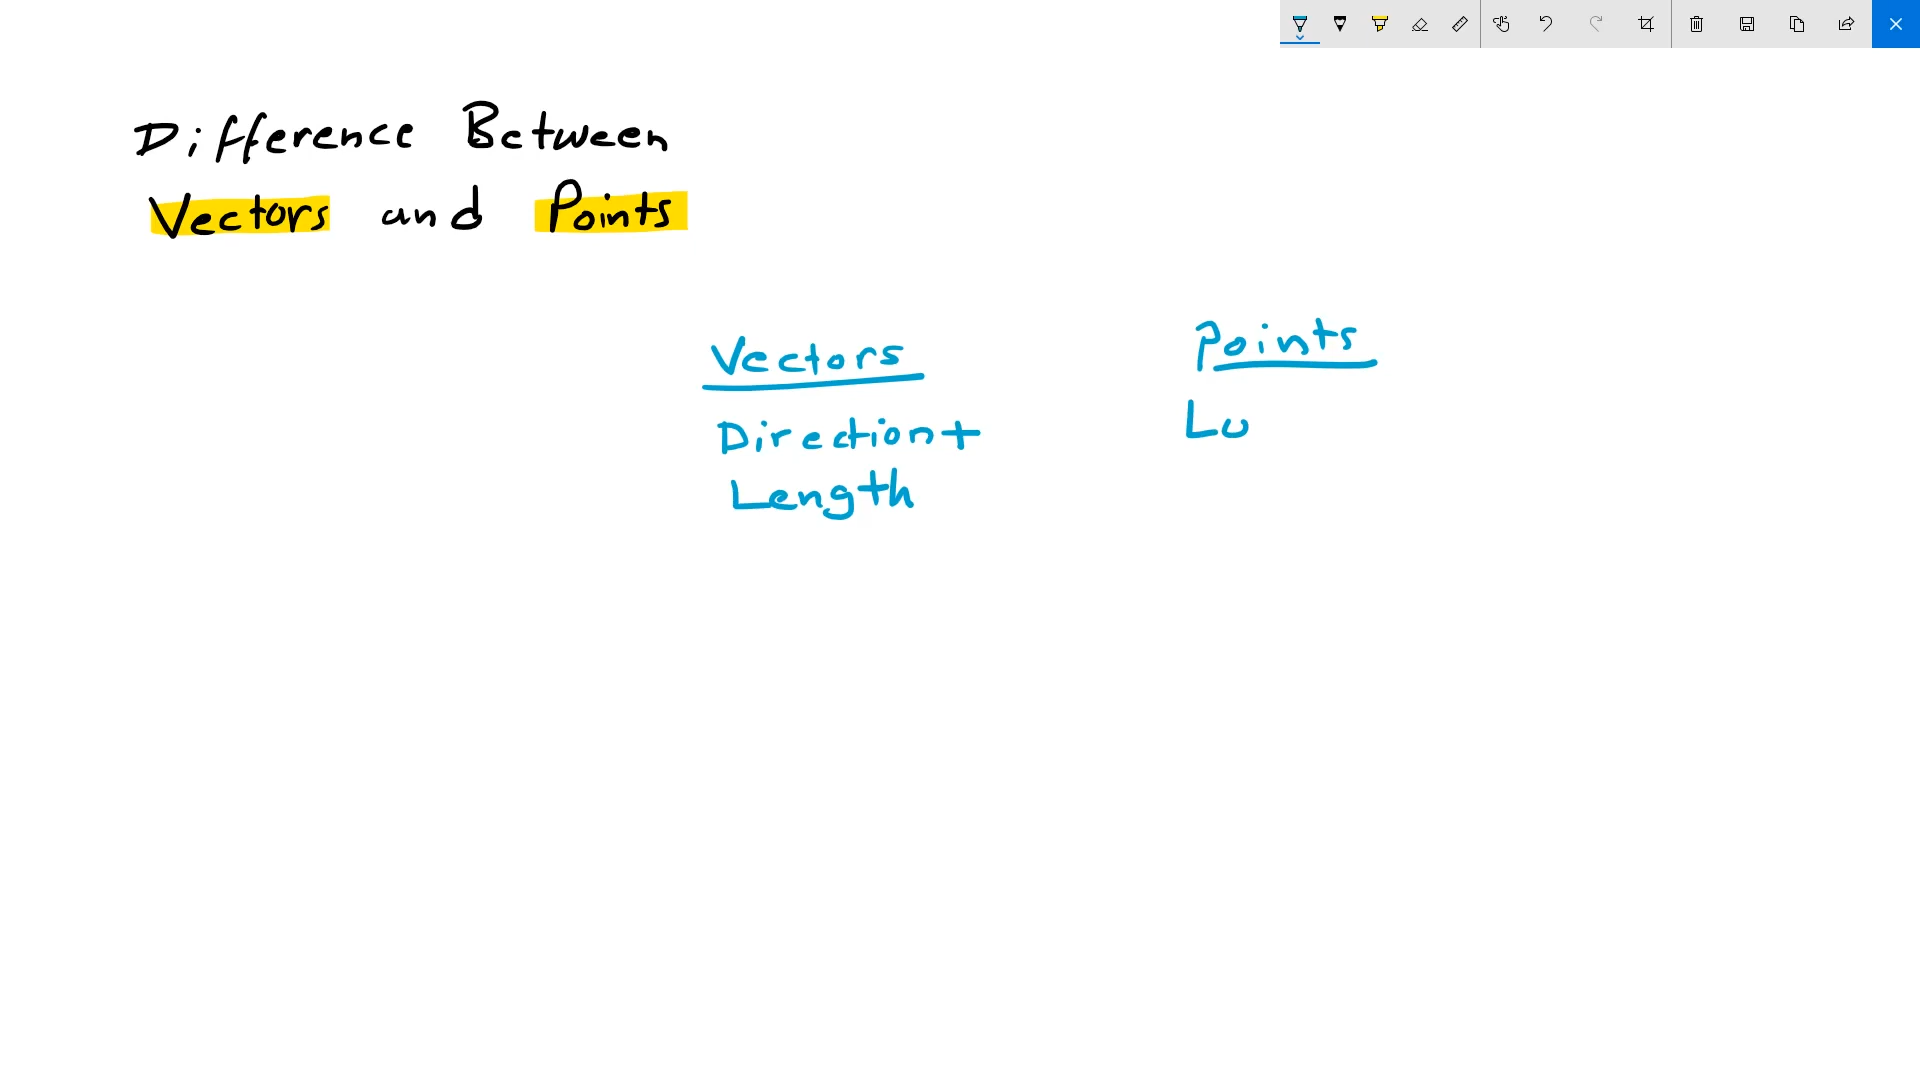 Difference Between
Vectors and Points
Vectors
Direction +
Length
Points
Lo